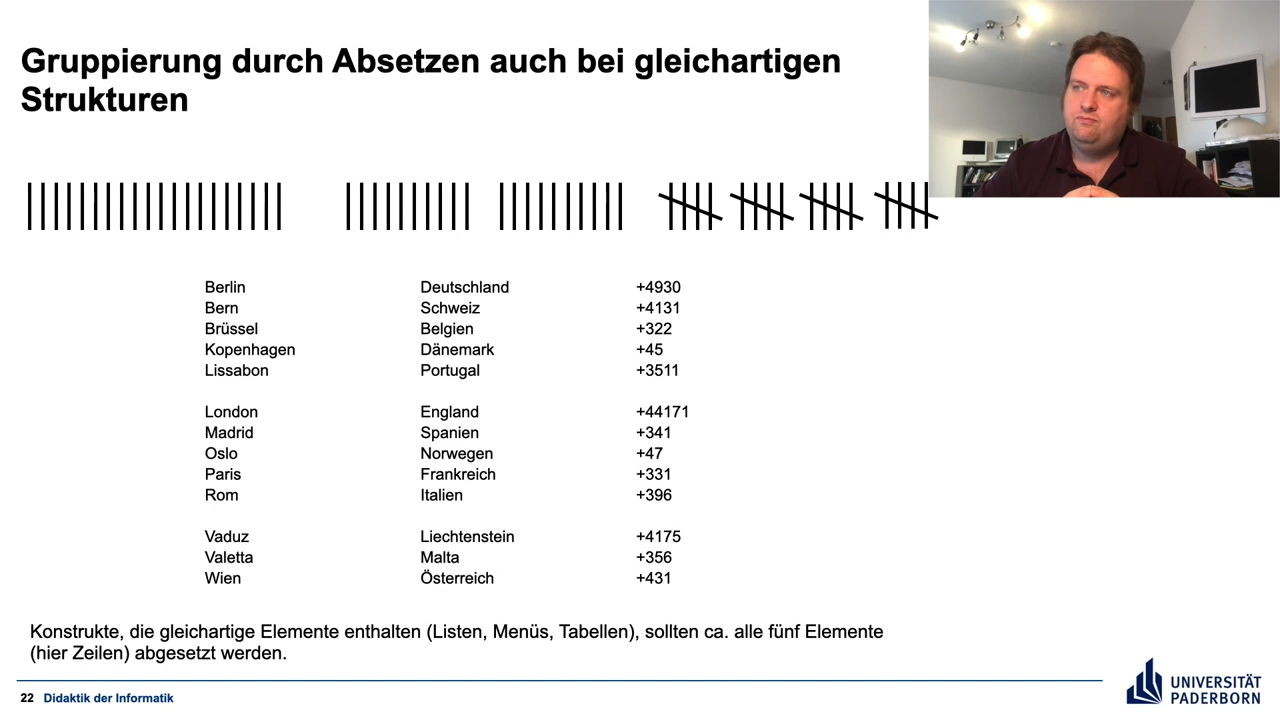 Gruppierung durch Absetzen auch bei gleichartigen
Strukturen
Berlin Deutschland +4930
Bern Schweiz +4131
Brüssel Belgien +322
Kopenhagen Dänemark +45
Lissabon Portugal +3511
London England +44171
Madrid Spanien +341
Oslo Norwegen +47
Paris Frankreich +331
Rom Italien +396
Vaduz Liechtenstein +4175
Valetta Malta +356
Wien Österreich +431
Konstrukte, die gleichartige Elemente enthalten (Listen, Menüs, Tabellen), sollten ca. alle fünf Elemente
(hier Zeilen) abgesetzt werden.
22 Didaktik der Informatik
UNIVERSITÄT
PADERBORN